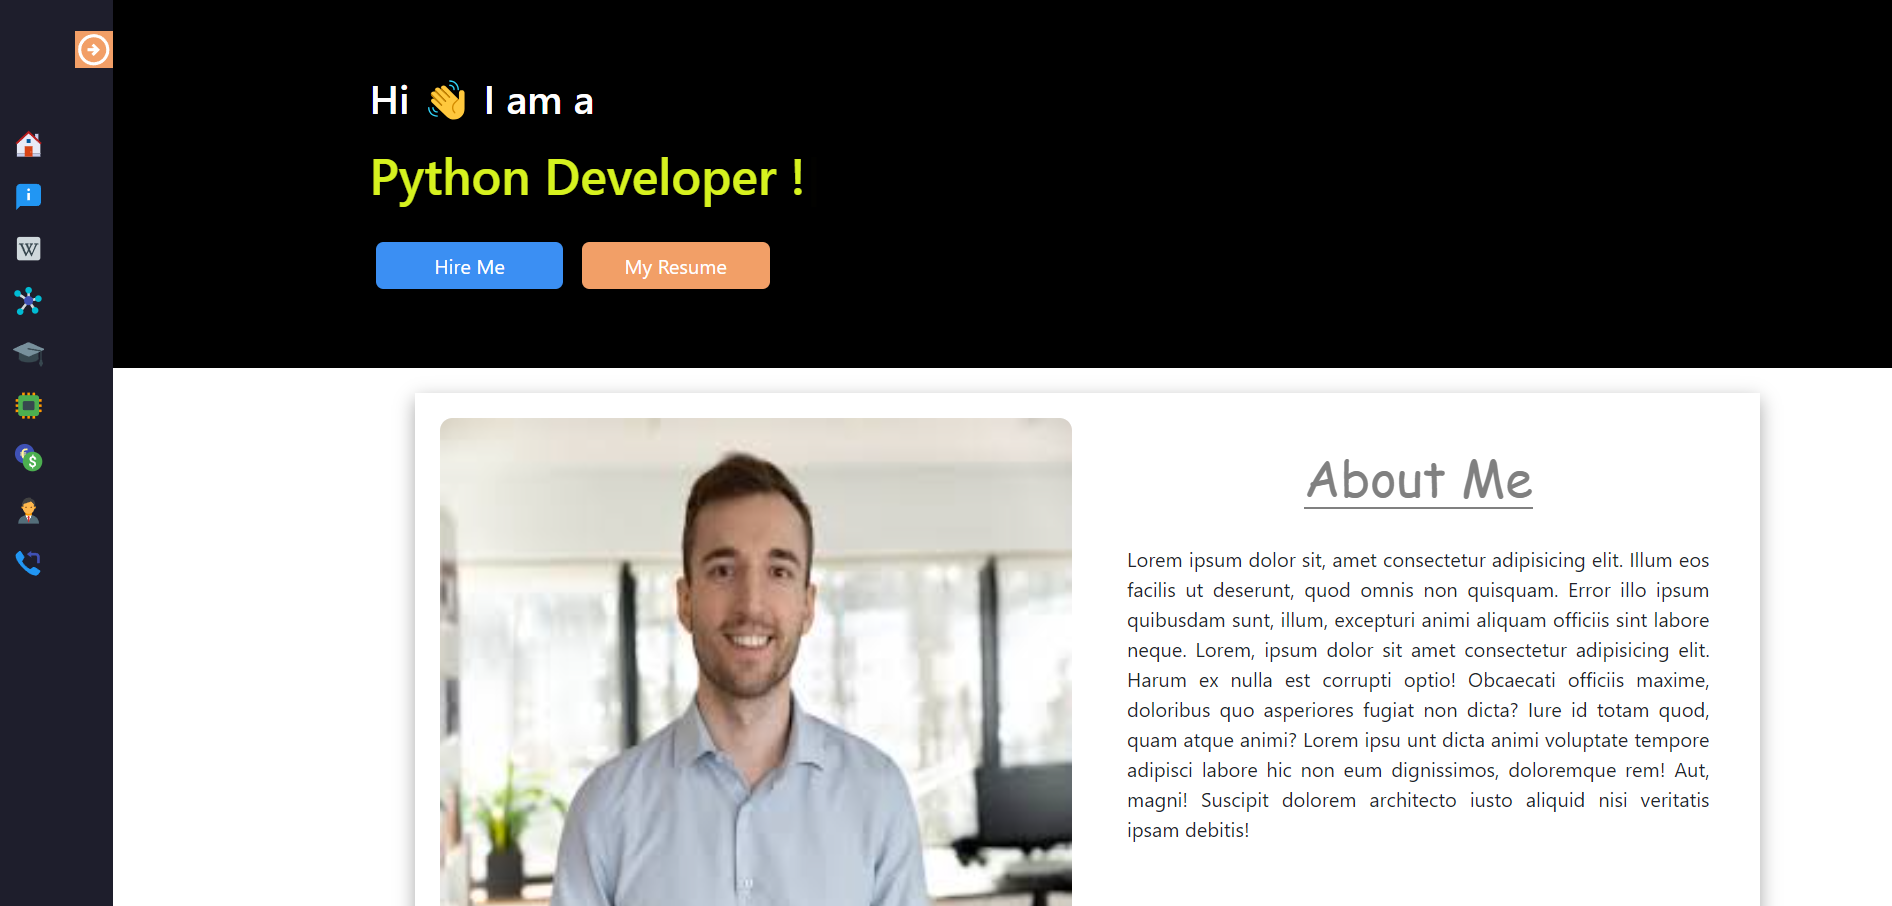 Hi 👋 I am a
Python Developer !
Hire Me
My Resume
i
W
€
$
About Me
Lorem ipsum dolor sit, amet consectetur adipisicing elit. Illum eos
facilis ut deserunt, quod omnis non quisquam. Error illo ipsum
quibusdam sunt, illum, excepturi animi aliquam officiis sint labore
neque. Lorem, ipsum dolor sit amet consectetur adipisicing elit.
Harum ex nulla est corrupti optio! Obcaecati officiis maxime,
doloribus quo asperiores fugiat non dicta? Iure id totam quod,
quam atque animi? Lorem ipsu unt dicta animi voluptate tempore
adipisci labore hic non eum dignissimos, doloremque rem! Aut,
magni! Suscipit dolorem architecto iusto aliquid nisi veritatis
ipsam debitis!